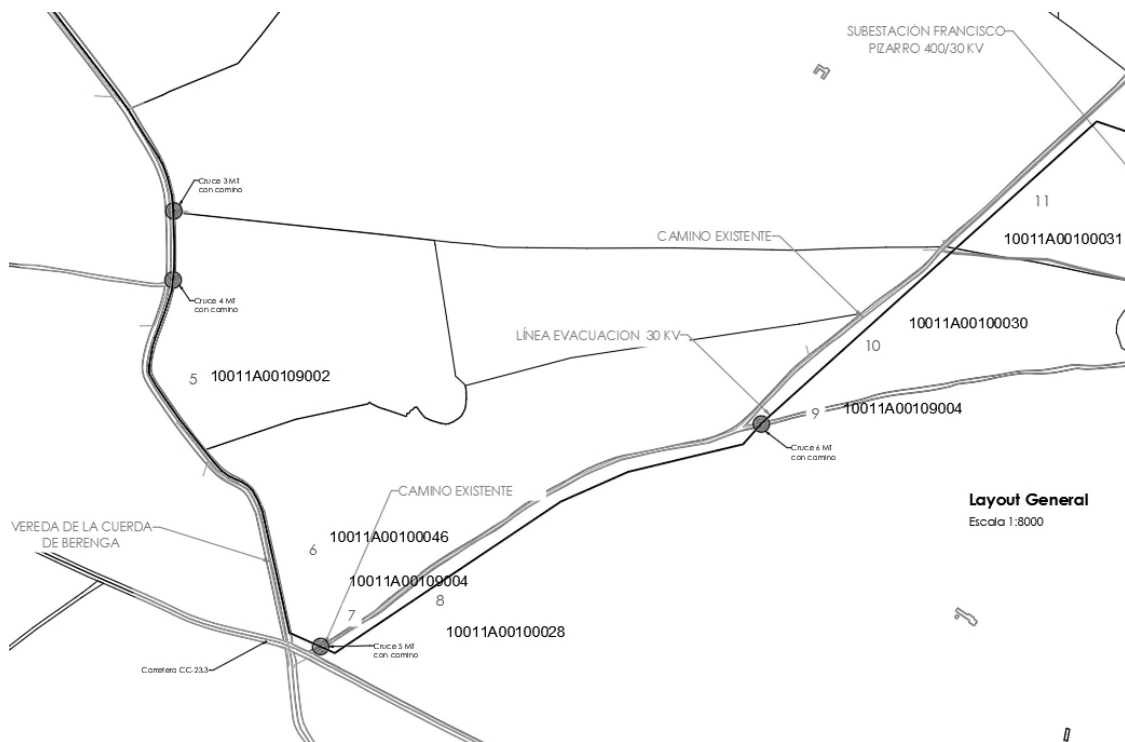 SUBESTACIÓN FRANCISCO
PIZARRO 400/30 KV
Cruce 3 MT
con camino
11
CAMINO EXISTENTE
10011A00100031
Cruce 4 MT
con camino
10011A00100030
LÍNEA EVACUACION 30 KV
10
5
10011A00109002
9
10011A00109004
Cruce 6 MT
con camino
CAMINO EXISTENTE
Layout General
Escala 1:8000
VEREDA DE LA CUERDA
DE BERENGA
6
10011A00100046
10011A00109004
8
7
10011A00100028
Cruce 5 MT
con camino
Carretera CC-23.3